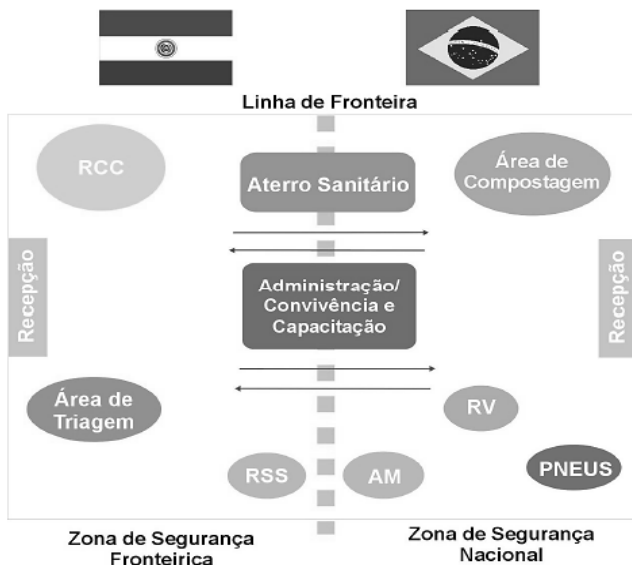 Linha de Fronteira
RCC
Aterro Sanitário
Área de
Compostagem
Recepção
Administração/
Convivência e
Capacitação
Recepção
Área de
Triagem
RV
RSS
AM
PNEUS
Zona de Segurança
Fronteirica
Zona de Segurança
Nacional